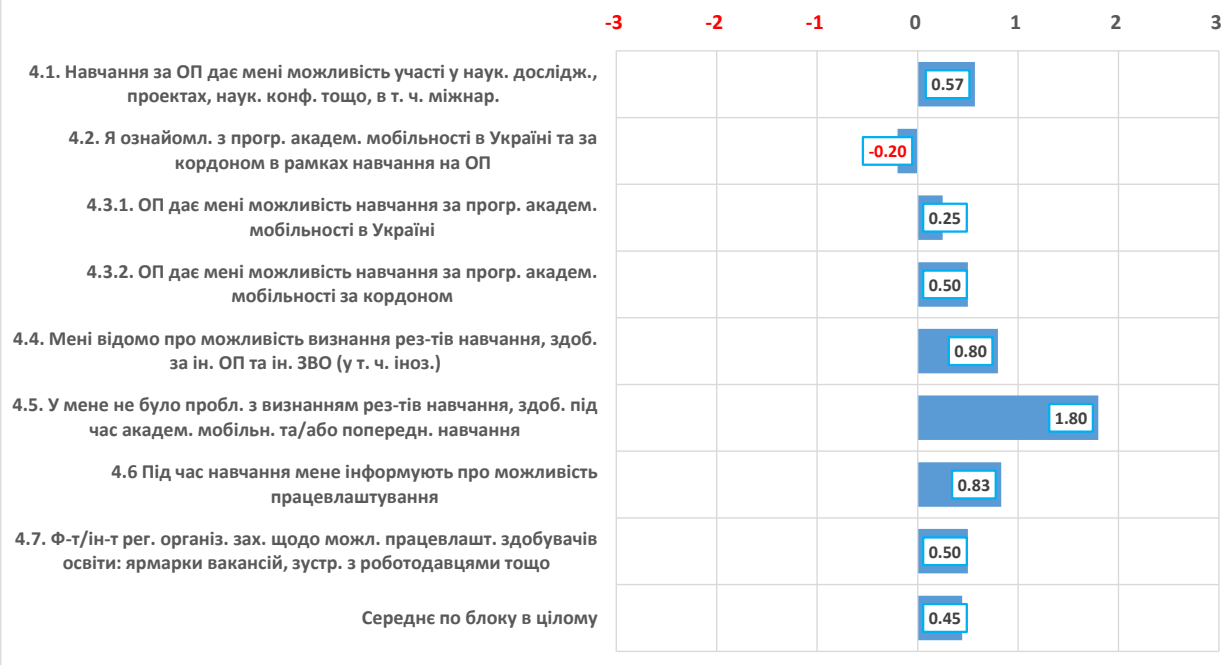 -3 -2 -1 0 1 2 3
4.1. Навчання за ОП дає мені можливість участі у наук. дослідж.,
проектах, наук. конф. тощо, в т. ч. міжнар.
0.57
4.2. Я ознайомл. з прогр. академ. мобільності в Україні та за
кордоном в рамках навчання на ОП
-0.20
4.3.1. ОП дає мені можливість навчання за прогр. академ.
мобільності в Україні
0.25
4.3.2. ОП дає мені можливість навчання за прогр. академ.
мобільності за кордоном
0.50
4.4. Мені відомо про можливість визнання рез-тів навчання, здоб.
за ін. ОП та ін. ЗВО (у т. ч. іноз.)
0.80
4.5. У мене не було пробл. з визнанням рез-тів навчання, здоб. під
час академ. мобільн. та/або попередн. навчання
1.80
4.6 Під час навчання мене інформують про можливість
працевлаштування
0.83
4.7. Ф-т/ін-т рег. організ. зах. щодо можл. працевлашт. здобувачів
освіти: ярмарки вакансій, зустр. з роботодавцями тощо
0.50
Середнє по блоку в цілому
0.45